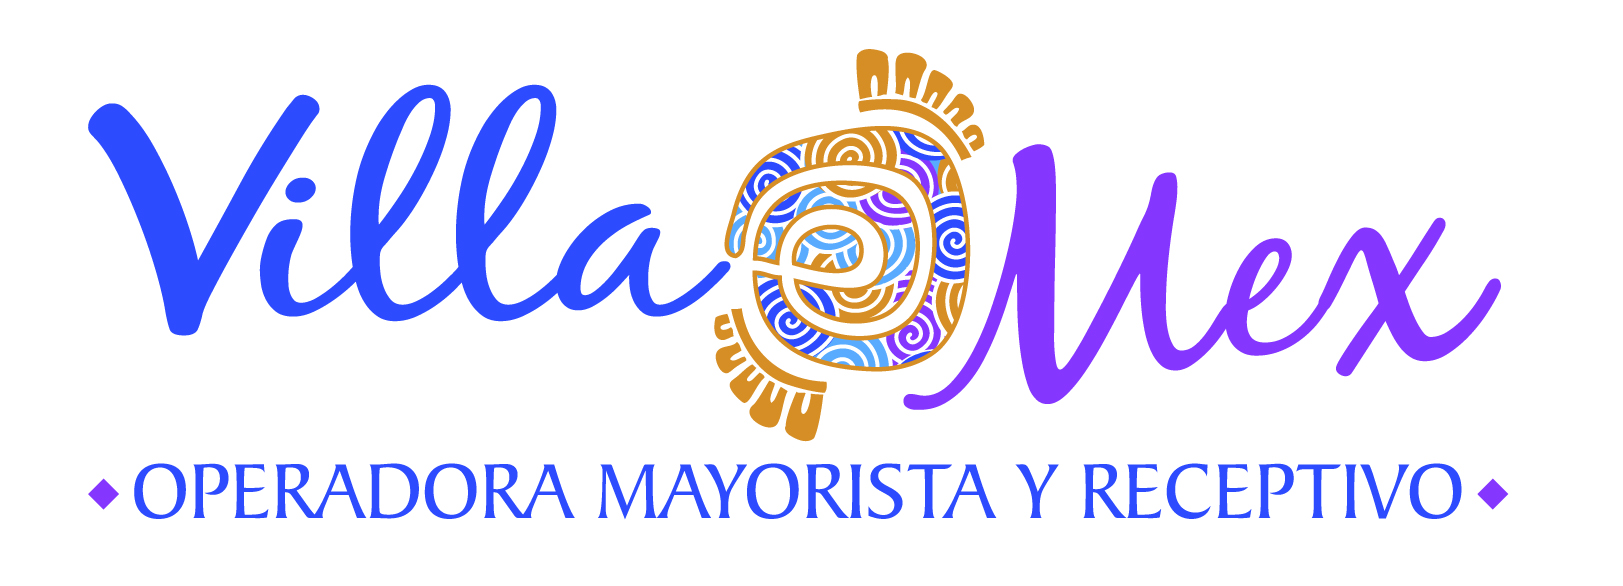 Villa Mex
OPERADORA MAYORISTA Y RECEPTIVO